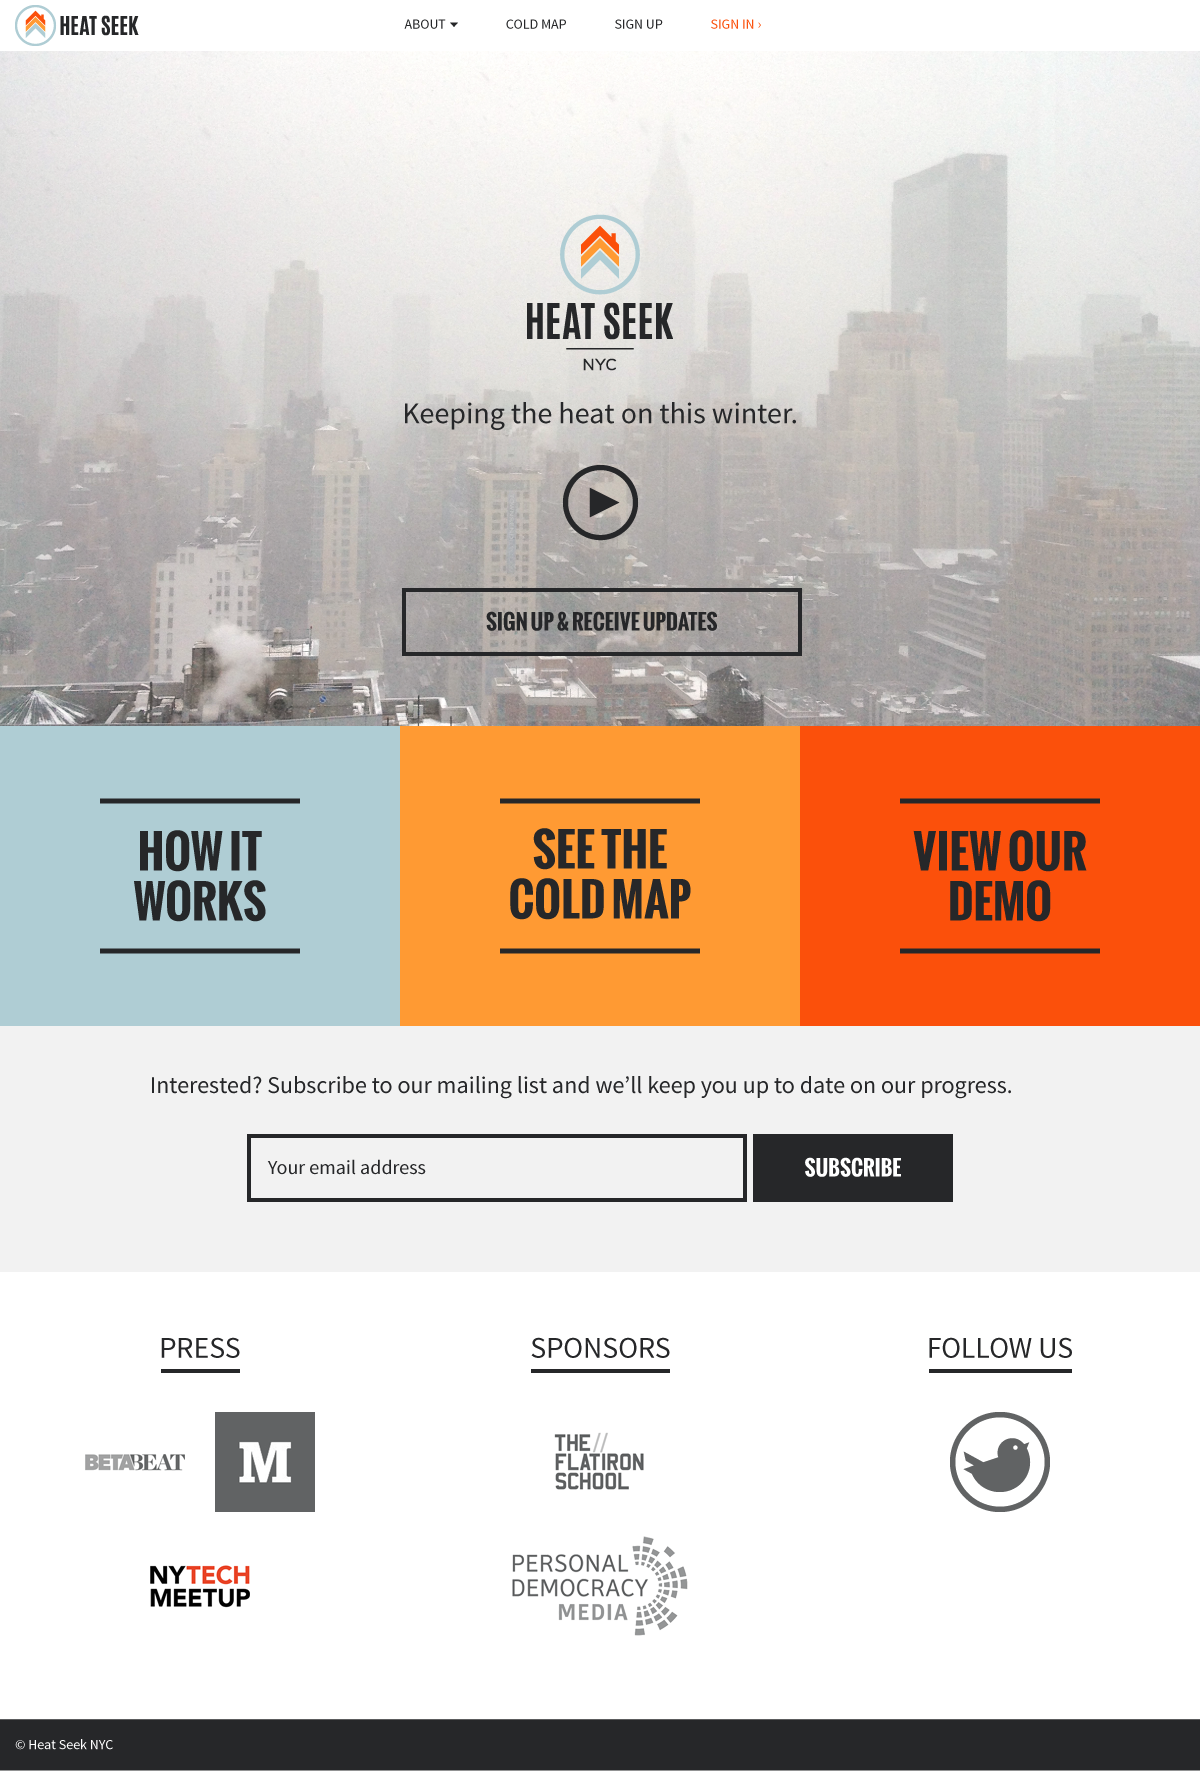 HEAT SEEK
ABOUT
COLD MAP
SIGN UP
SIGN IN ›
HEAT SEEK
NYC
Keeping the heat on this winter.
SIGN UP & RECEIVE UPDATES
HOW IT
WORKS
SEE THE
COLD MAP
VIEW OUR
DEMO
Interested? Subscribe to our mailing list and we’ll keep you up to date on our progress.
Your email address
SUBSCRIBE
PRESS
BETABEAT
M
NYTECH
MEETUP
SPONSORS
THE//
FLATIRON
SCHOOL
PERSONAL
DEMOCRACY
MEDIA
FOLLOW US
© Heat Seek NYC